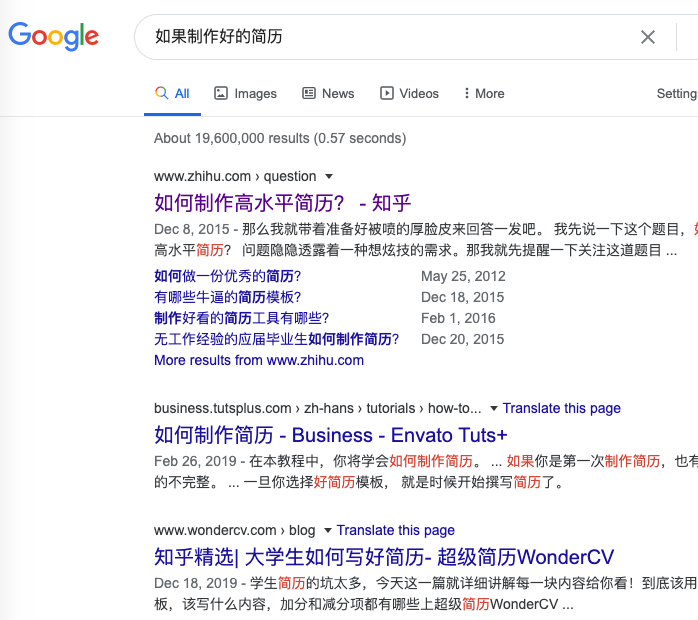 Google
如果制作好的简历
All Images News Videos More Setting
About 19,600,000 results (0.57 seconds)
www.zhihu.com › question
如何制作高水平简历? - 知乎
Dec 8, 2015 - 那么我就带着准备好被喷的厚脸皮来回答一发吧。 我先说一下这个题目，
高水平简历? 问题隐隐透露着一种想炫技的需求。那我就先提醒一下关注这道题目 ...
如何做一份优秀的简历? May 25, 2012
有哪些牛逼的简历模板? Dec 18, 2015
制作好看的简历工具有哪些? Feb 1, 2016
无工作经验的应届毕业生如何制作简历? Dec 20, 2015
More results from www.zhihu.com
business.tutsplus.com › zh-hans › tutorials › how-to... Translate this page
如何制作简历 - Business - Envato Tuts+
Feb 26, 2019 - 在本教程中，你将学会如何制作简历。 ... 如果你是第一次制作简历，也有
的不完整。 ... 一旦你选择好简历模板， 就是时候开始撰写简历了。
www.wondercv.com › blog Translate this page
知乎精选| 大学生如何写好简历- 超级简历WonderCV
Dec 18, 2019 - 学生简历的坑太多，今天这一篇就详细讲解每一块内容给你看！到底该用
板，该写什么内容，加分和减分项都有哪些上超级简历WonderCV ...